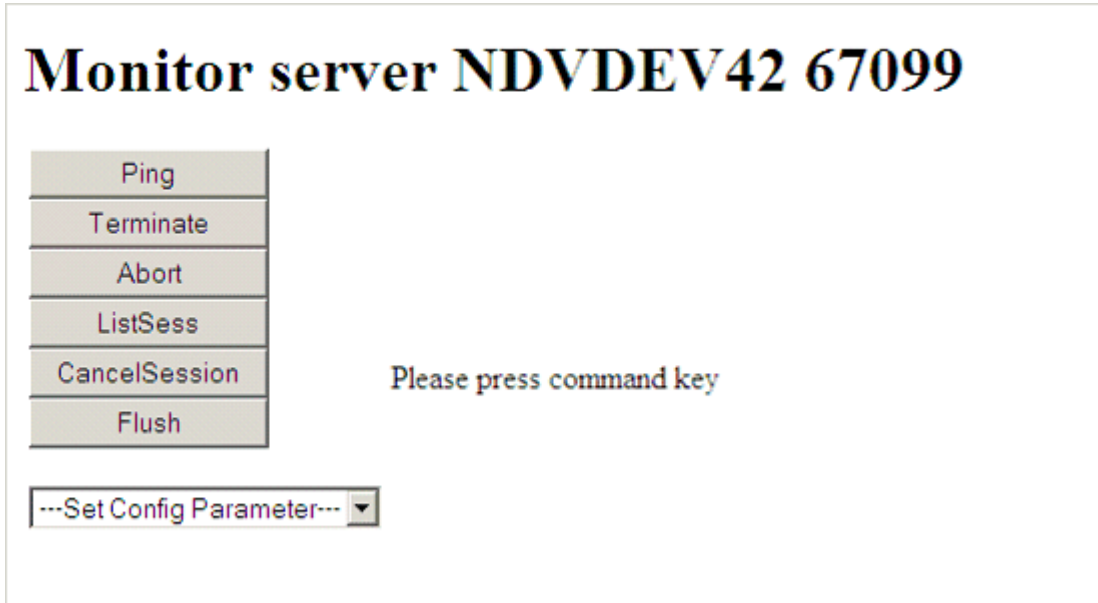 Monitor server NDVDEV42 67099
Ping
Terminate
Abort
ListSess
CancelSession
Please press command key
Flush
---Set Config Parameter---